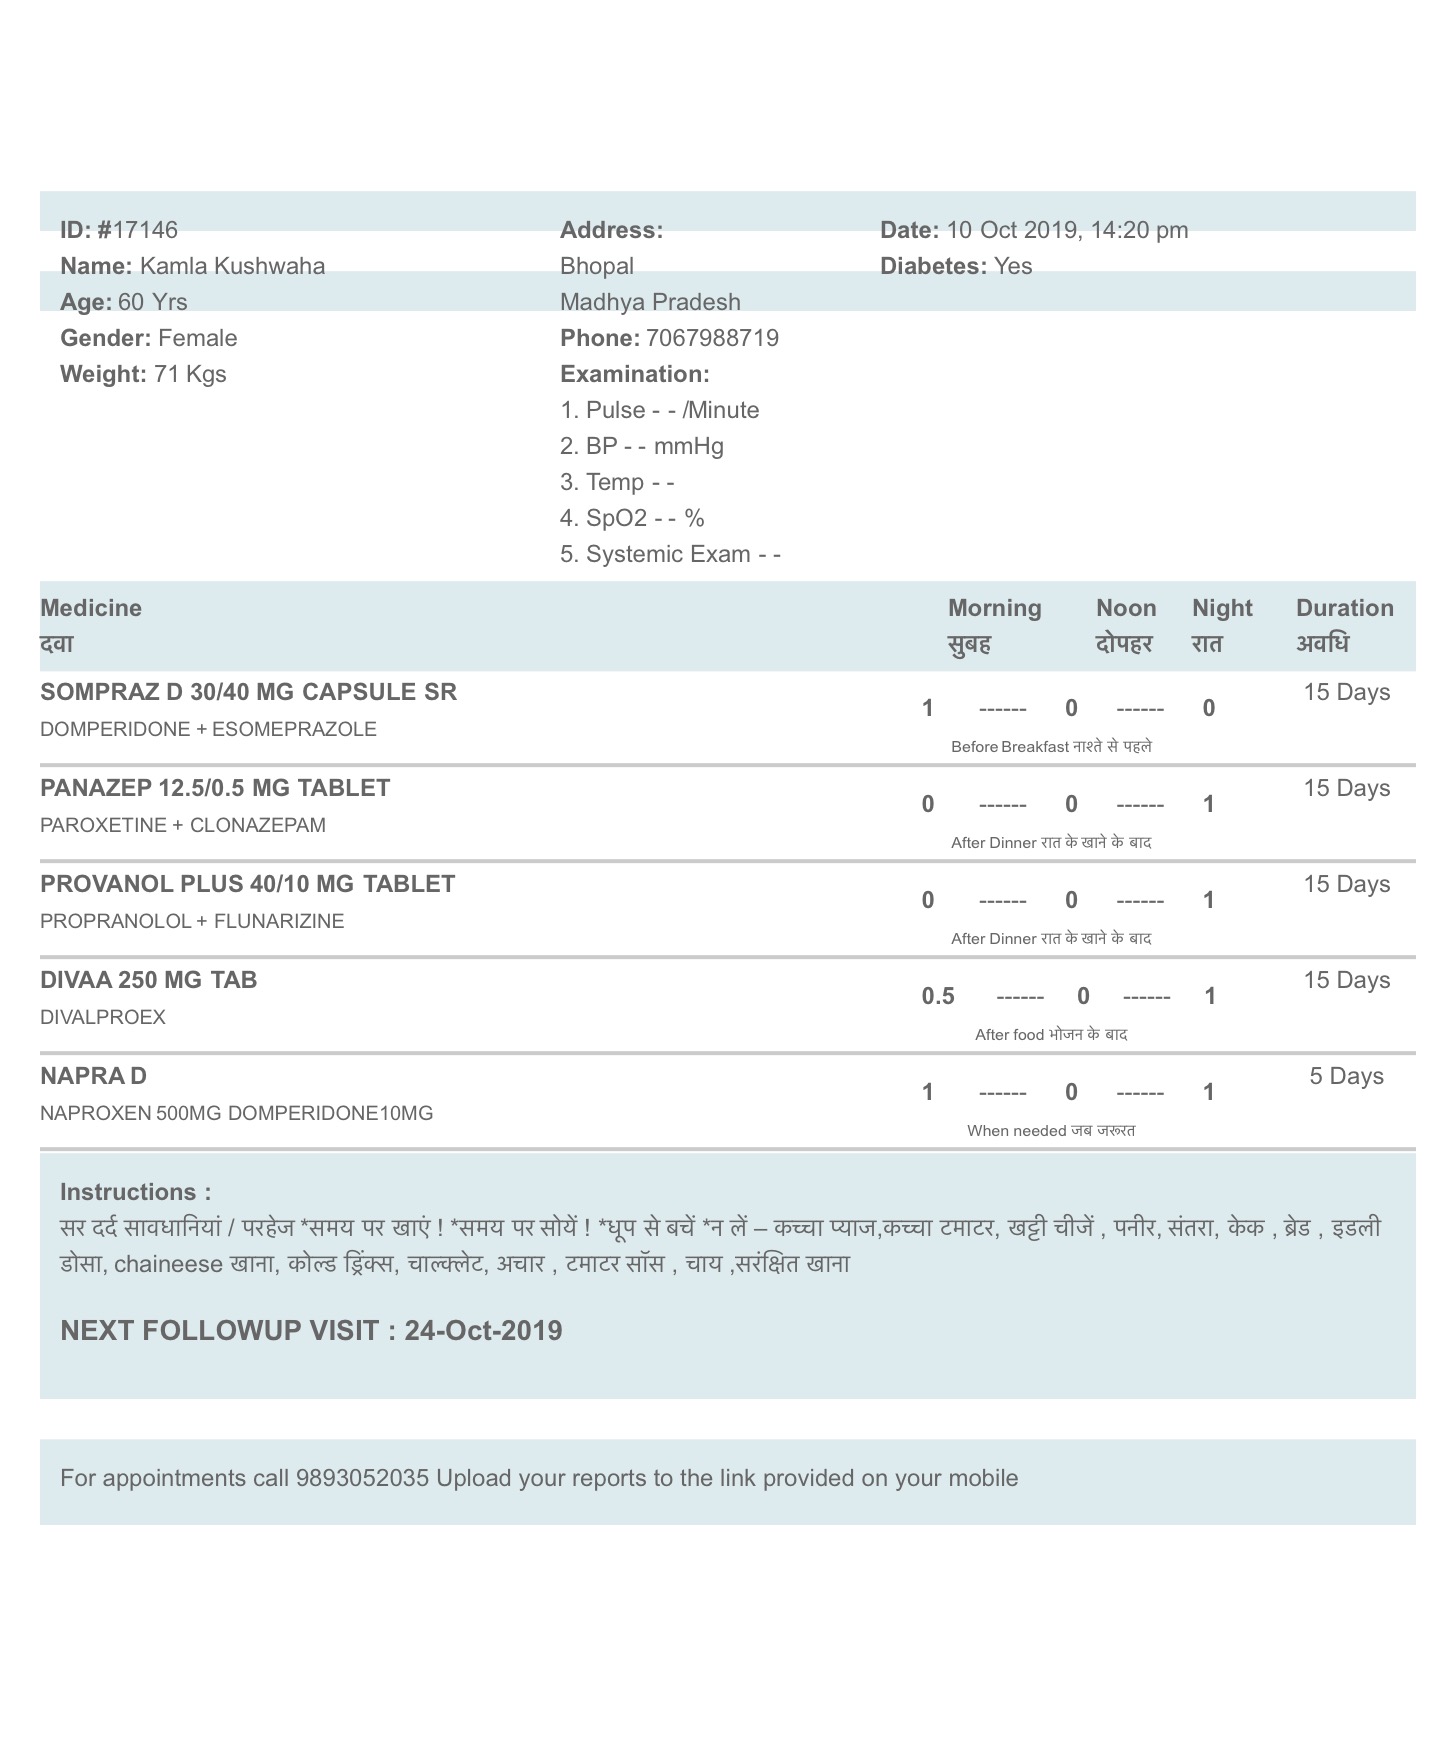 ID: #17146
Name: Kamla Kushwaha
Age: 60 Yrs
Gender: Female
Weight: 71 Kgs
Address:
Bhopal
Madhya Pradesh
Phone: 7067988719
Examination:
1. Pulse - - /Minute
2. BP - - mmHg
3. Temp - -
4. SpO2 - - %
5. Systemic Exam - -
Date: 10 Oct 2019, 14:20 pm
Diabetes: Yes
Medicine Morning Noon Night Duration
दवा सुबह दोपहर रात अवधि
SOMPRAZ D 30/40 MG CAPSULE SR 15 Days
1 ------ 0 ------ 0
DOMPERIDONE + ESOMEPRAZOLE
Before Breakfast नाश्ते से पहले
PANAZEP 12.5/0.5 MG TABLET 15 Days
0 ------ 0 ------ 1
PAROXETINE + CLONAZEPAM
After Dinner रात के खाने के बाद
PROVANOL PLUS 40/10 MG TABLET 15 Days
0 ------ 0 ------ 1
PROPRANOLOL + FLUNARIZINE
After Dinner रात के खाने के बाद
DIVAA 250 MG TAB 15 Days
0.5 ------ 0 ------ 1
DIVALPROEX
After food भोजन के बाद
NAPRA D 5 Days
1 ------ 0 ------ 1
NAPROXEN 500MG DOMPERIDONE10MG
When needed जब जरूरत
Instructions :
सर दर्द सावधानियां / परहेज *समय पर खाएं ! *समय पर सोयें ! *धूप से बचें *न लें – कच्चा प्याज,कच्चा टमाटर, खट्टी चीजें , पनीर, संतरा, केक , ब्रेड , इडली
डोसा, chaineese खाना, कोल्ड ड्रिंक्स, चाल्क्लेट, अचार , टमाटर सॉस , चाय ,सरंक्षित खाना
NEXT FOLLOWUP VISIT : 24-Oct-2019
For appointments call 9893052035 Upload your reports to the link provided on your mobile